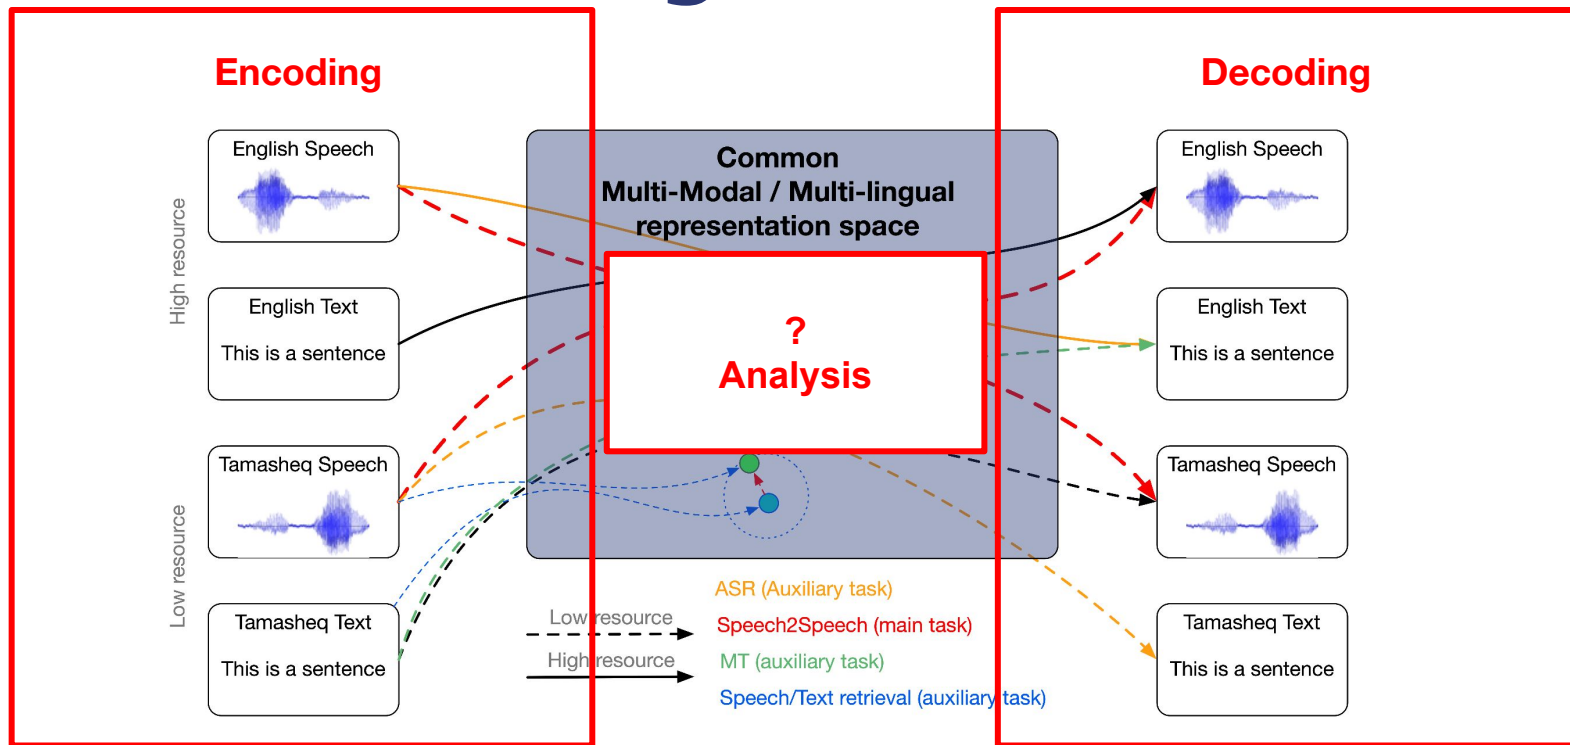 Encoding
Decoding
High resource
Low resource
English Speech
English Text
This is a sentence
Tamasheq Speech
Tamasheq Text
This is a sentence
Common
Multi-Modal / Multi-lingual
representation space
?
Analysis
Low resource
High resource
ASR (Auxiliary task)
Speech2Speech (main task)
MT (auxiliary task)
Speech/Text retrieval (auxiliary task)
English Speech
English Text
This is a sentence
Tamasheq Speech
Tamasheq Text
This is a sentence